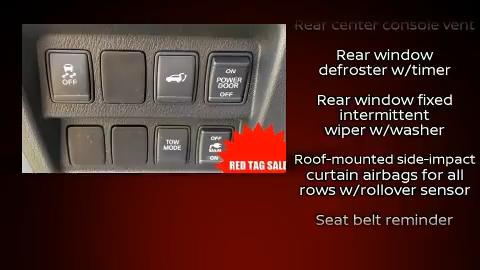 Rear center console vent
Rear window
defroster w/timer
Rear window fixed
intermittent
wiper w/washer
Roof-mounted side-impact
curtain airbags for all
rows w/rollover sensor
Seat belt reminder
OFF
ON
POWER
DOOR
OFF
TOW
MODE
OFF
ON
RED TAG SALE